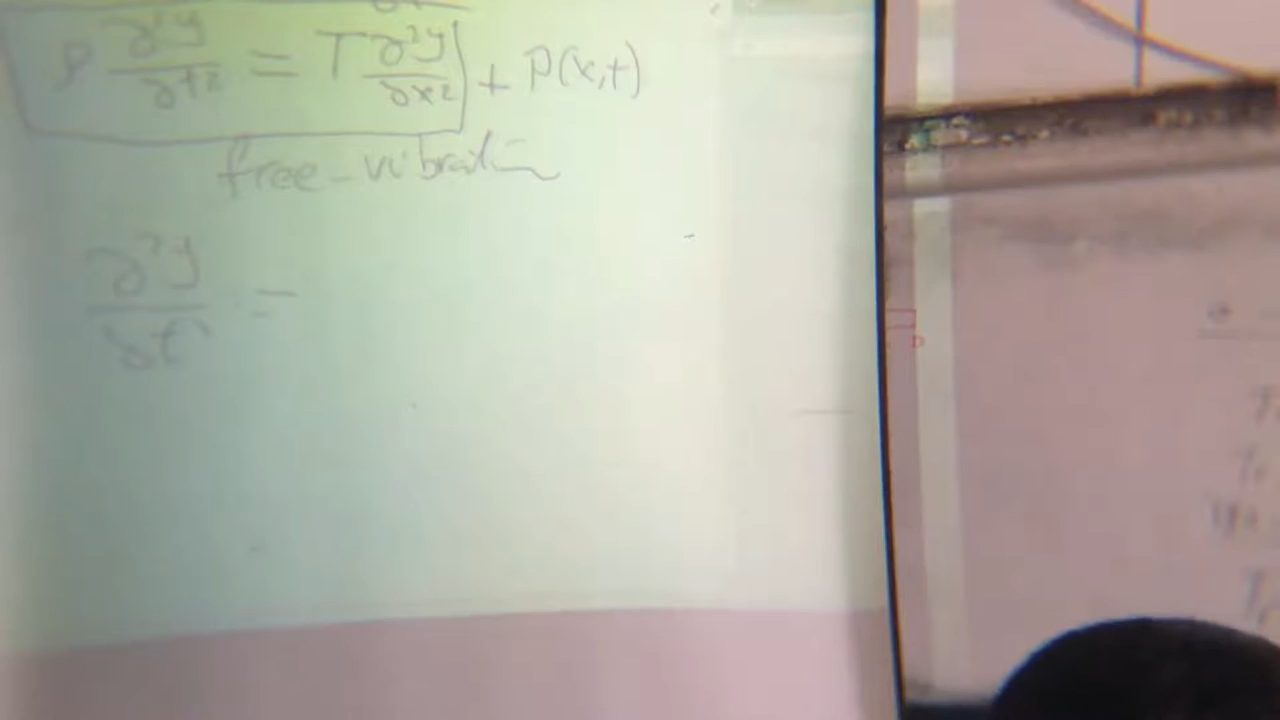 ρ ∂²y/∂t² = T ∂²y/∂x² + P(x,t)
free-vibration
∂²y/∂t² =